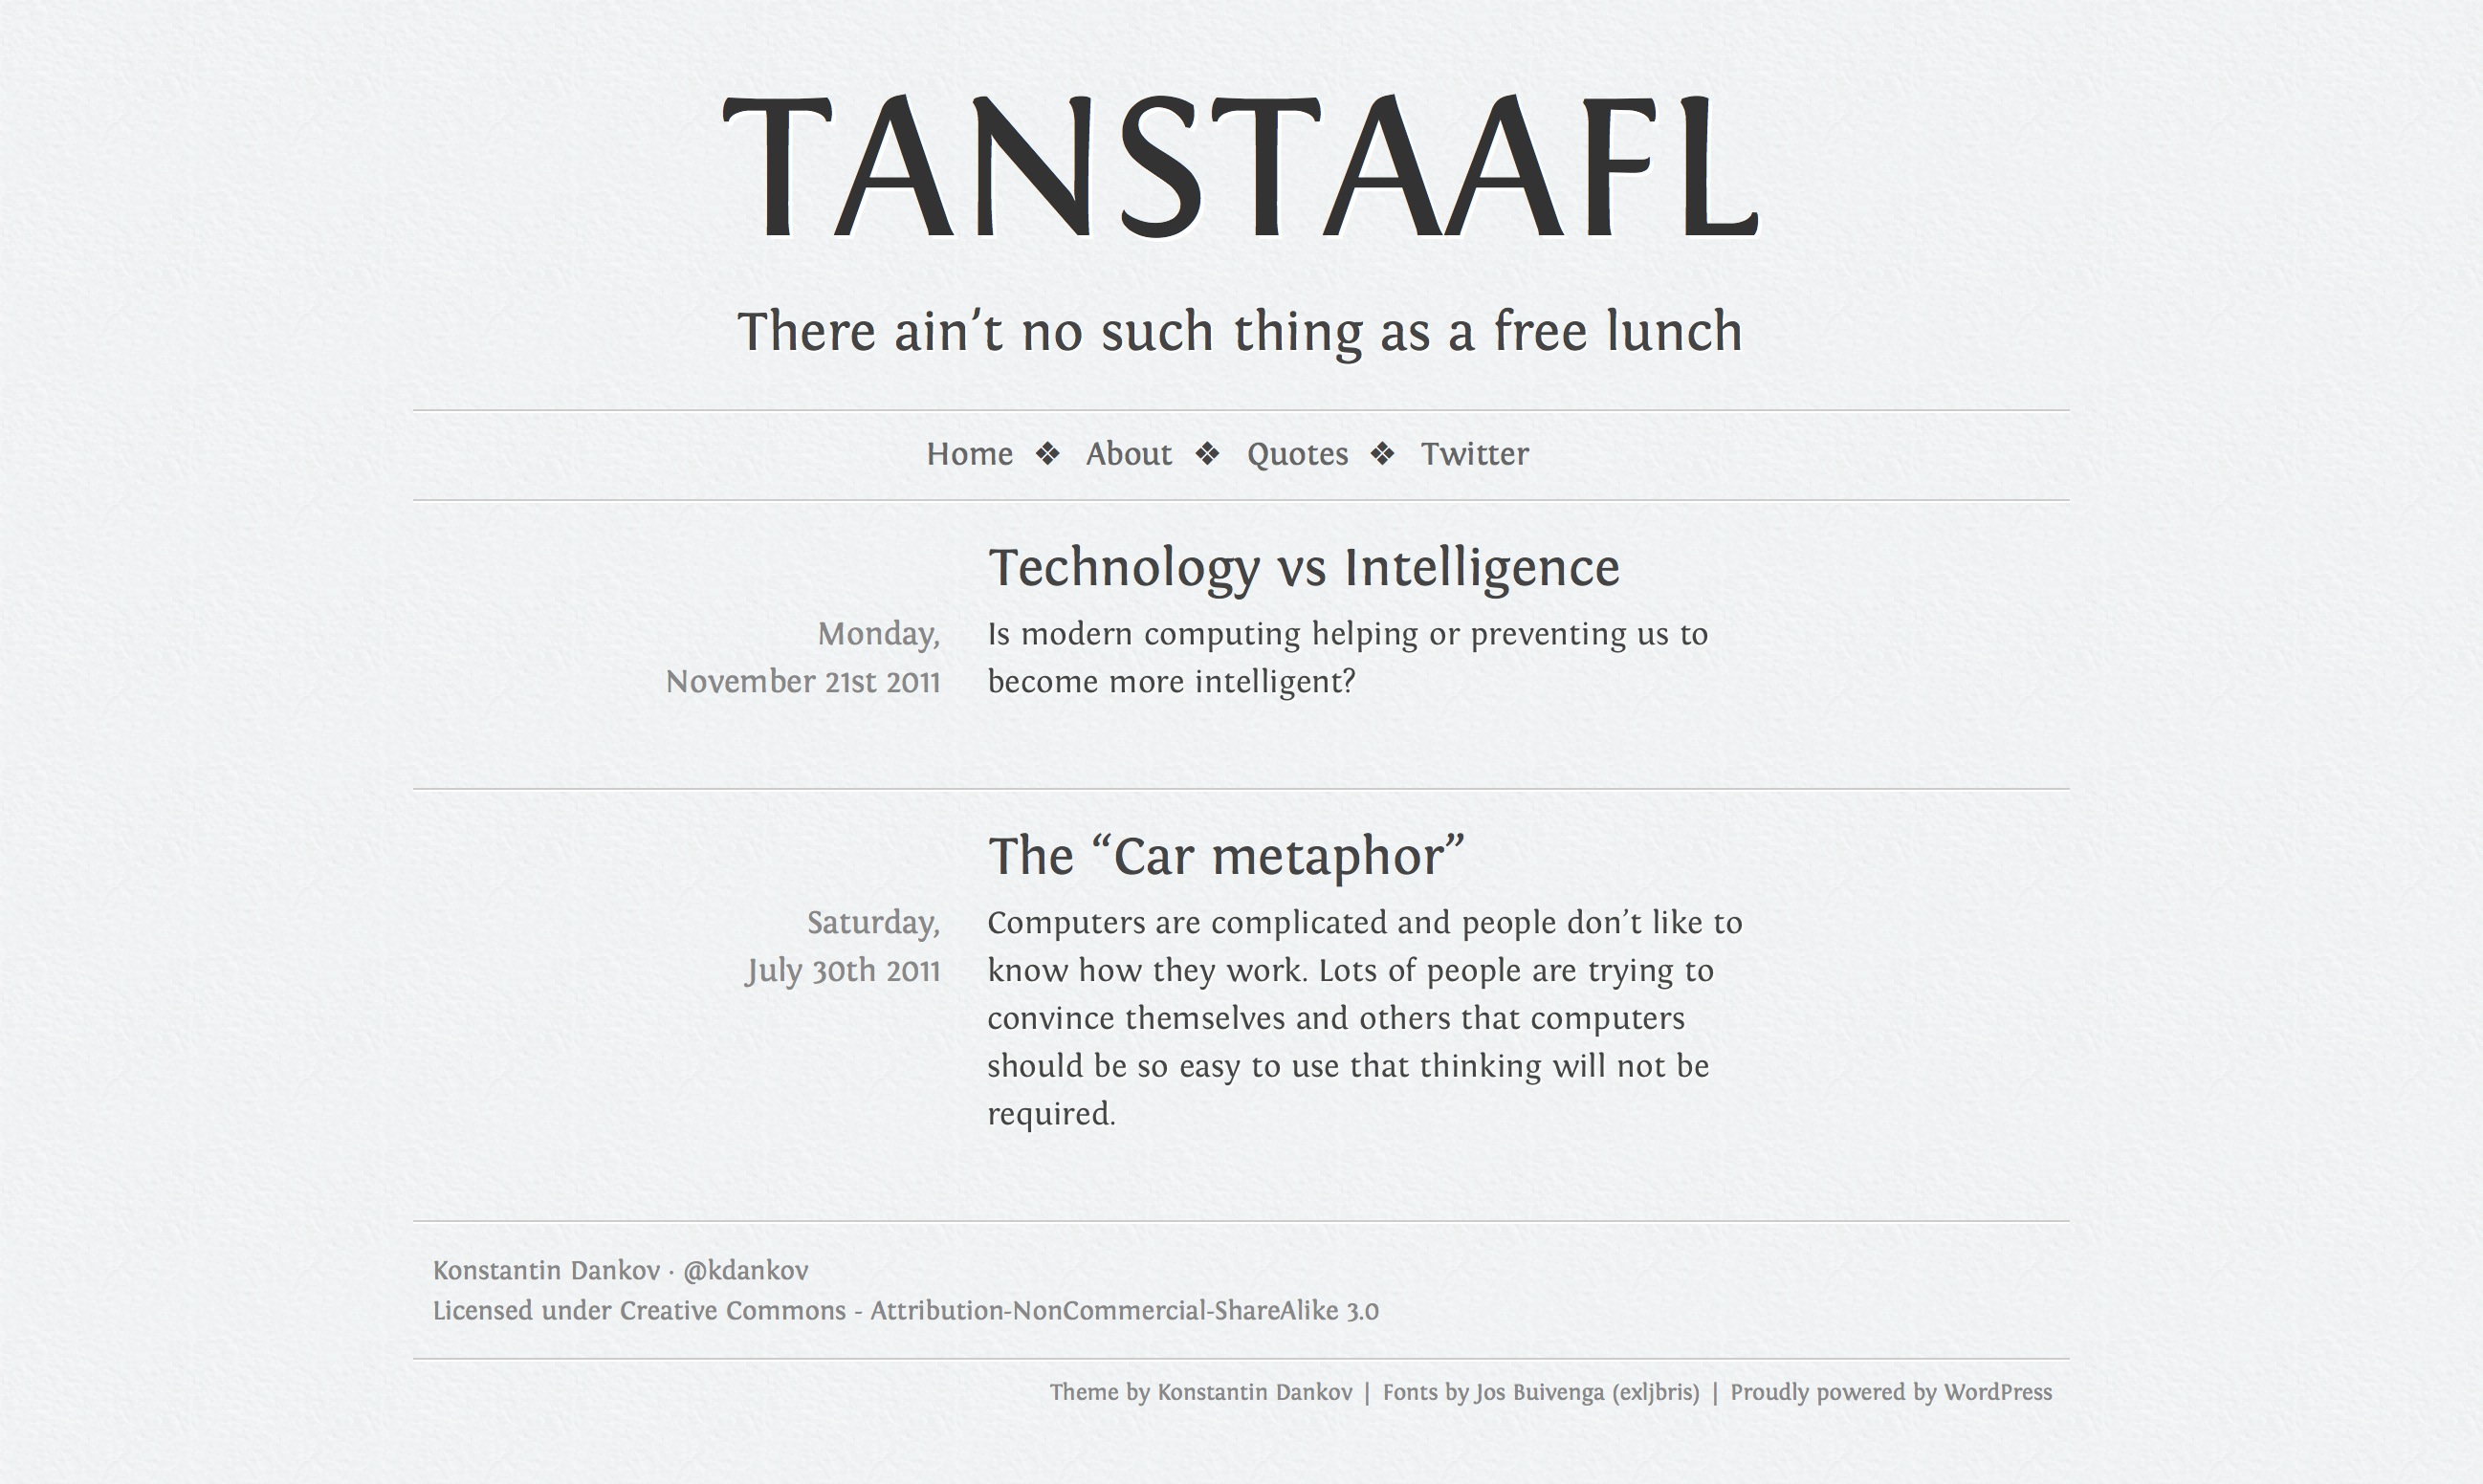 TANSTAAFL
There ain't no such thing as a free lunch
Home ❖ About ❖ Quotes ❖ Twitter
Technology vs Intelligence
Monday,
November 21st 2011
Is modern computing helping or preventing us to
become more intelligent?
The “Car metaphor”
Saturday,
July 30th 2011
Computers are complicated and people don’t like to
know how they work. Lots of people are trying to
convince themselves and others that computers
should be so easy to use that thinking will not be
required.
Konstantin Dankov · @kdankov
Licensed under Creative Commons - Attribution-NonCommercial-ShareAlike 3.0
Theme by Konstantin Dankov | Fonts by Jos Buivenga (exljbris) | Proudly powered by WordPress